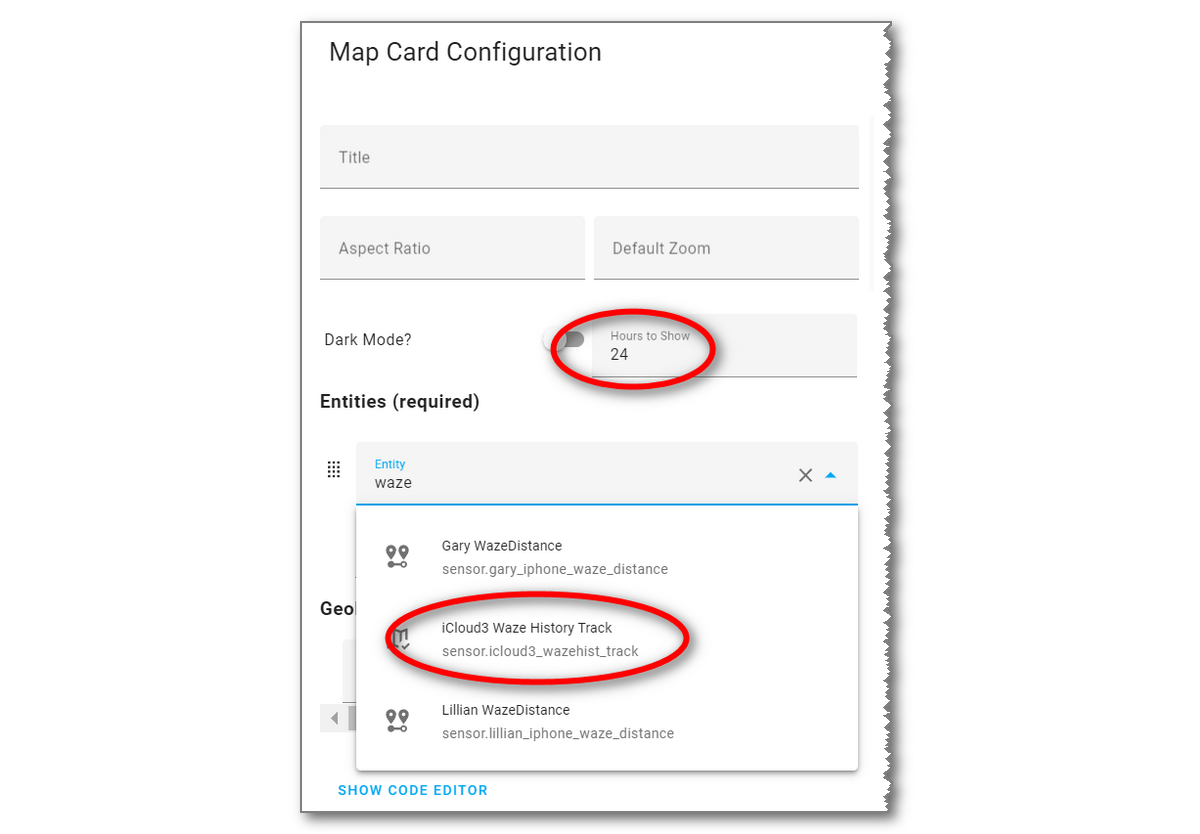 Map Card Configuration
Title
Aspect Ratio
Default Zoom
Dark Mode?
Hours to Show
24
Entities (required)
Entity
waze
Gary WazeDistance
sensor.gary_iphone_waze_distance
Geol
iCloud3 Waze History Track
sensor.icloud3_wazehist_track
Lillian WazeDistance
sensor.lillian_iphone_waze_distance
SHOW CODE EDITOR